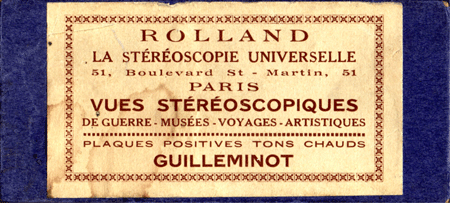 ROLLAND
LA STÉRÉOSCOPIE UNIVERSELLE
51, Boulevard St - Martin, 51
PARIS
VUES STÉRÉOSCOPIQUES
DE GUERRE - MUSÉES - VOYAGES - ARTISTIQUES
PLAQUES POSITIVES TONS CHAUDS
GUILLEMINOT